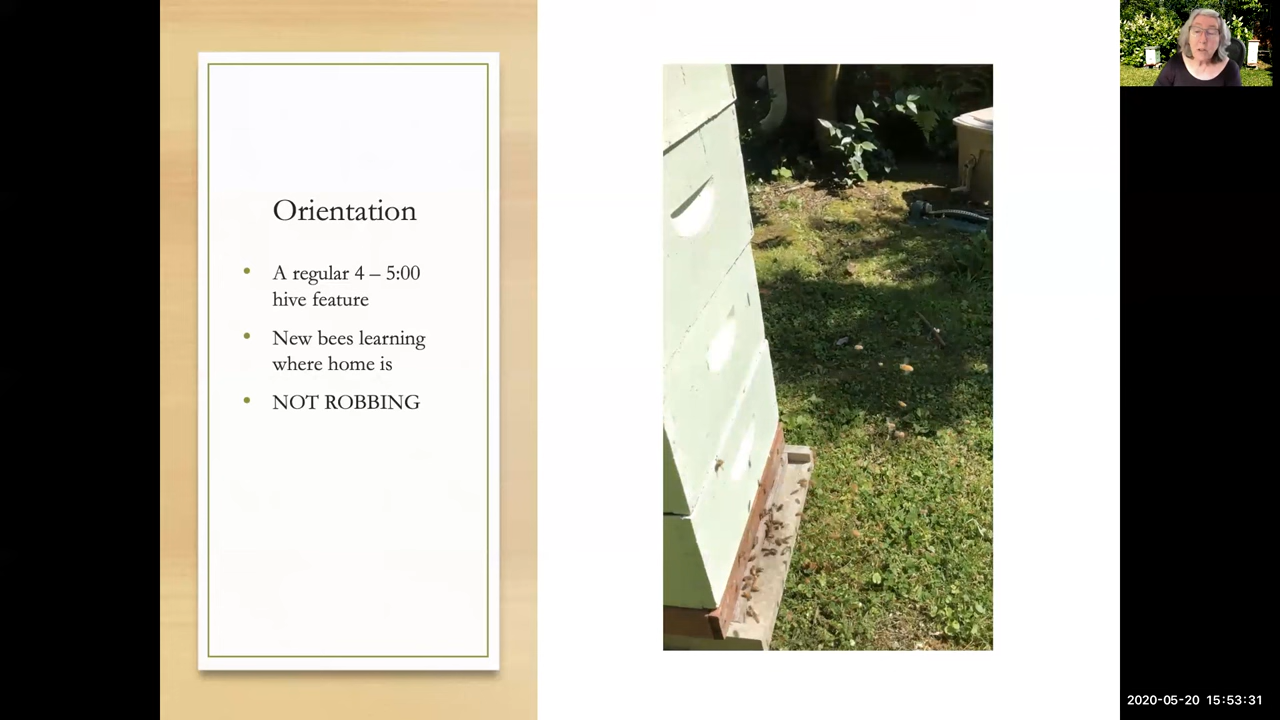 Orientation
A regular 4 – 5:00
hive feature
New bees learning
where home is
NOT ROBBING
2020-05-20 15:53:31